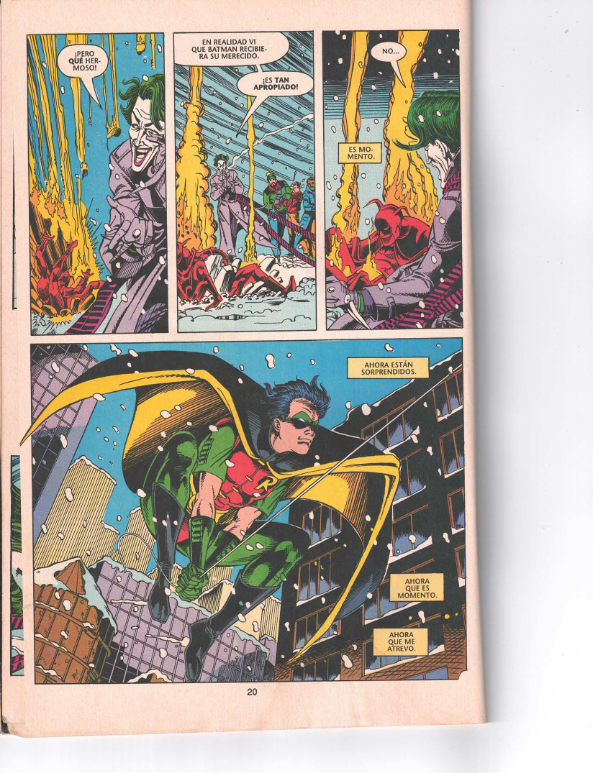 ¡PERO
QUÉ HER-
MOSO!
EN REALIDAD VI
QUE BATMAN RECIBIE-
RA SU MERECIDO.
¡ES TAN
APROPIADO!
NO...
ES MO-
MENTO.
AHORA ESTÁN
SORPRENDIDOS.
R
AHORA
QUE ES
MOMENTO.
AHORA
QUE ME
ATREVO.
20